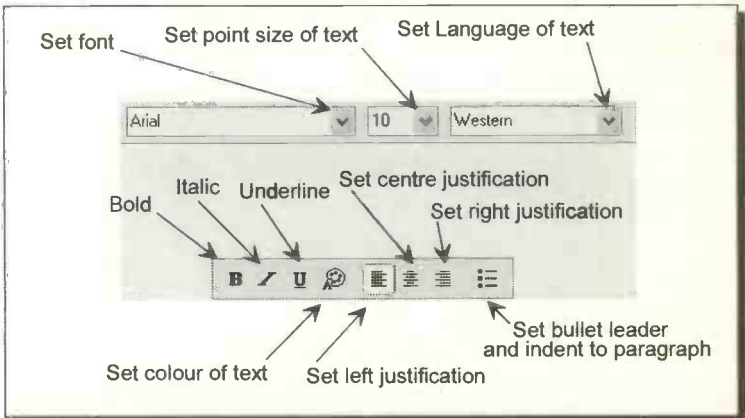 Set font
Set point size of text
Set Language of text
Arial
10
Western
Bold
Italic
Underline
Set centre justification
Set right justification
B I U
Set colour of text
Set left justification
Set bullet leader
and indent to paragraph